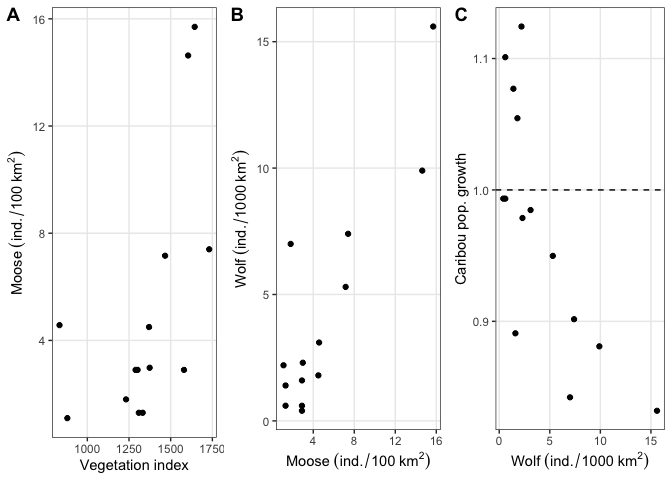 A
B
C
Moose (ind./100 km²)
16
12
8
4
1000
1250
1500
1750
Vegetation index
Wolf (ind./1000 km²)
15
10
5
0
4
8
12
16
Moose (ind./100 km²)
Caribou pop. growth
1.1
1.0
0.9
0
5
10
15
Wolf (ind./1000 km²)